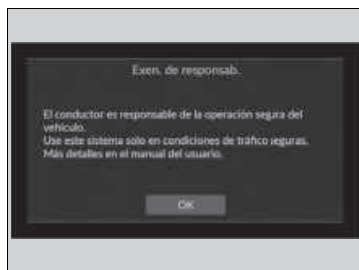 Exen. de responsab.
El conductor es responsable de la operación segura del
vehículo.
Use este sistema solo en condiciones de tráfico seguras.
Más detalles en el manual del usuario.
OK